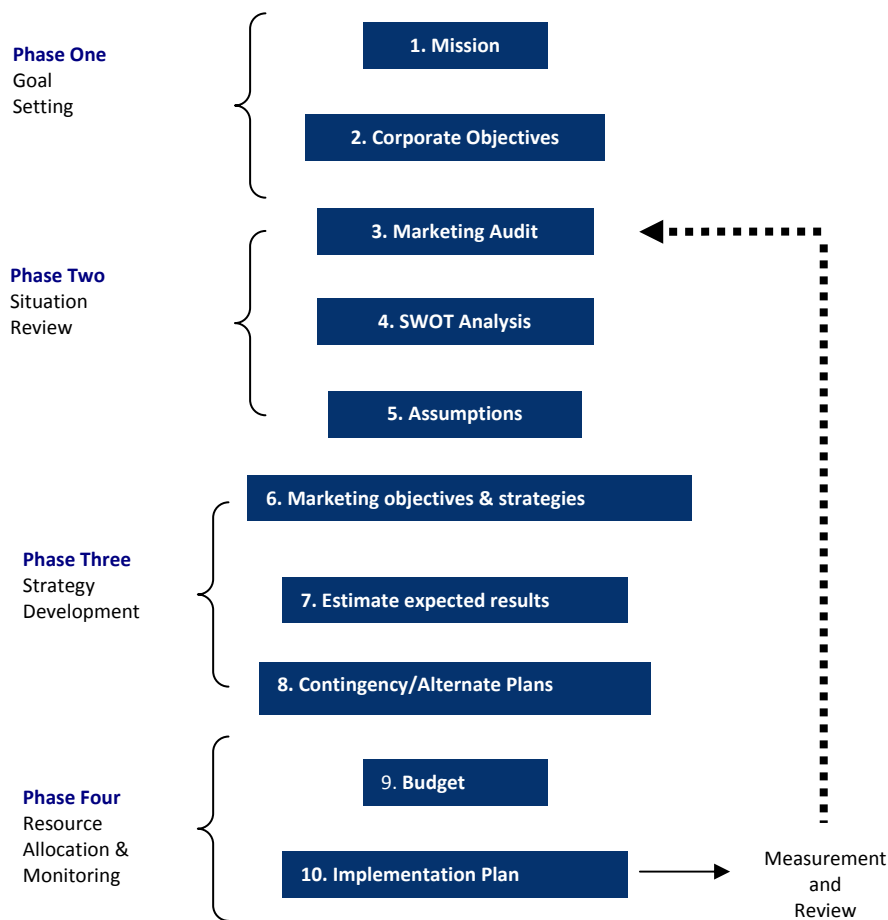 Phase One
Goal
Setting
1. Mission
2. Corporate Objectives
Phase Two
Situation
Review
3. Marketing Audit
4. SWOT Analysis
5. Assumptions
Phase Three
Strategy
Development
6. Marketing objectives & strategies
7. Estimate expected results
8. Contingency/Alternate Plans
Phase Four
Resource
Allocation &
Monitoring
9. Budget
10. Implementation Plan
Measurement
and
Review